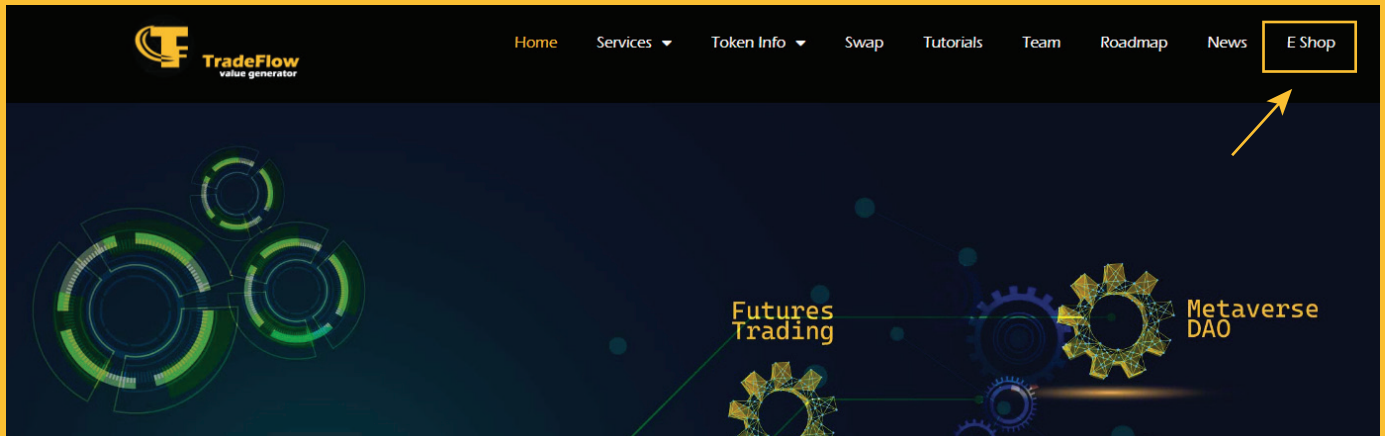 TradeFlow
value generator
Home Services Token Info Swap Tutorials Team Roadmap News E Shop
Futures
Trading
Metaverse
DAO